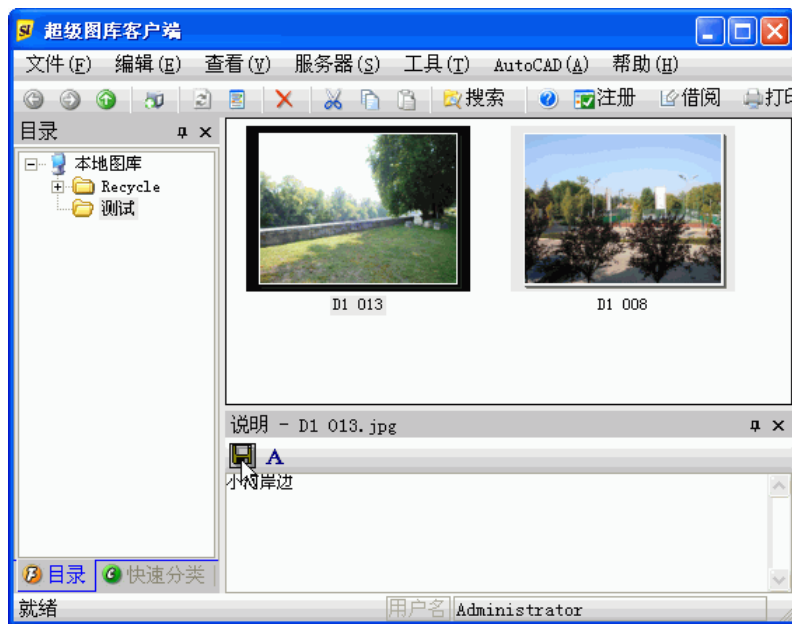 超级图库客户端
文件(F) 编辑(E) 查看(V) 服务器(S) 工具(T) AutoCAD(A) 帮助(H)
搜索 注册 借阅 打印
目录
本地图库
Recycle
测试
D1 013 D1 008
说明 - D1 013.jpg
A
小河岸边
目录 快速分类
就绪 用户名 Administrator